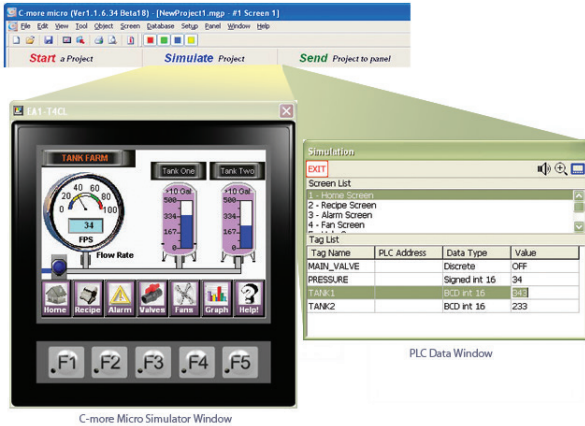 C-more micro (Ver1.1.6.34 Beta18) - [NewProject1.mgp - #1 Screen 1]
File Edit View Tool Object Screen Database Setup Panel Window Help
Start a Project
Simulate Project
Send Project to panel
EA1-T4CL
TANK FARM
Tank One
Tank Two
0
20
40
60
80
100
34
FPS
Flow Rate
×10 Gal
500
334
167
0
×10 Gal
500
334
167
0
Home
Recipe
Alarm
Valves
Fans
Graph
Help!
F1
F2
F3
F4
F5
C-more Micro Simulator Window
Simulation
EXIT
Screen List
1 - Home Screen
2 - Recipe Screen
3 - Alarm Screen
4 - Fan Screen
Tag List
Tag Name PLC Address Data Type Value
MAIN_VALVE Discrete OFF
PRESSURE Signed int 16 34
TANK1 BCD int 16 343
TANK2 BCD int 16 233
PLC Data Window